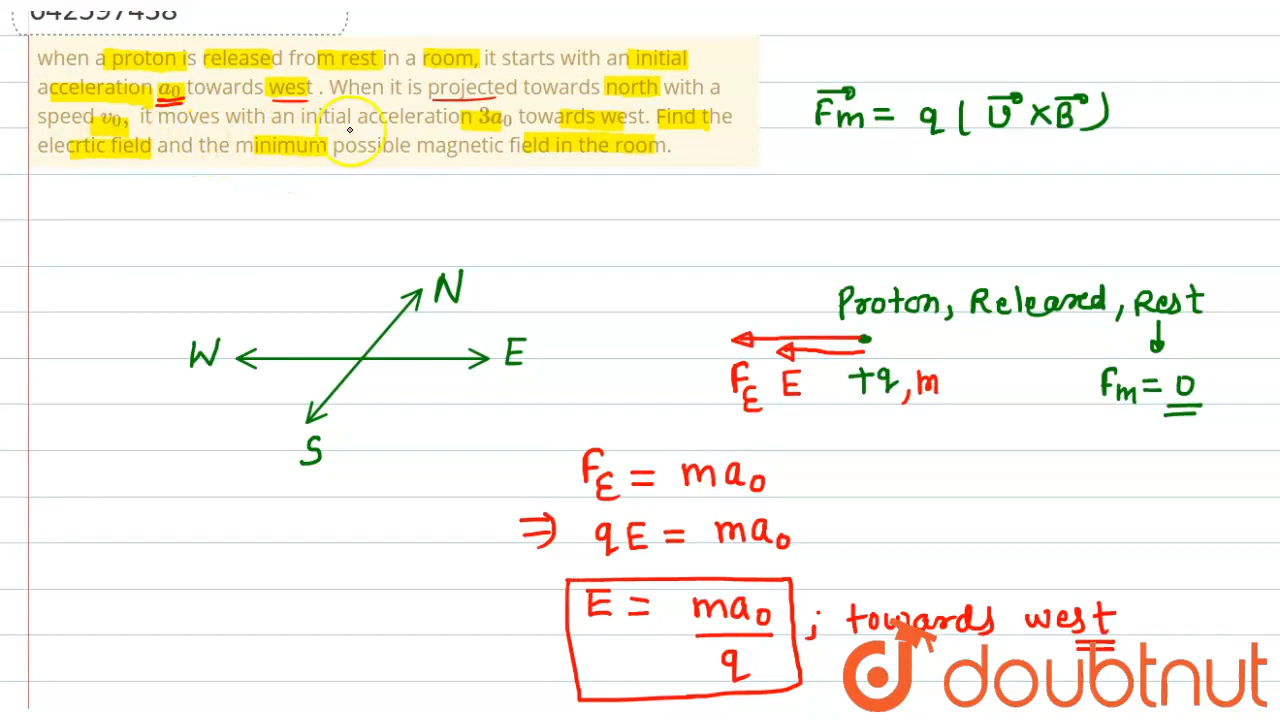 642597458
when a proton is released from rest in a room, it starts with an initial
acceleration a₀ towards west . When it is projected towards north with a
speed v₀, it moves with an initial acceleration 3a₀ towards west. Find the
elecrtic field and the minimum possible magnetic field in the room.
F⃗m = q ( v⃗ × B⃗ )
N
W E
S
Proton, Released, Rest
F_E E +q, m Fm = 0
F_E = ma₀
⇒ qE = ma₀
E = ma₀/q ; towards west
doubtnut